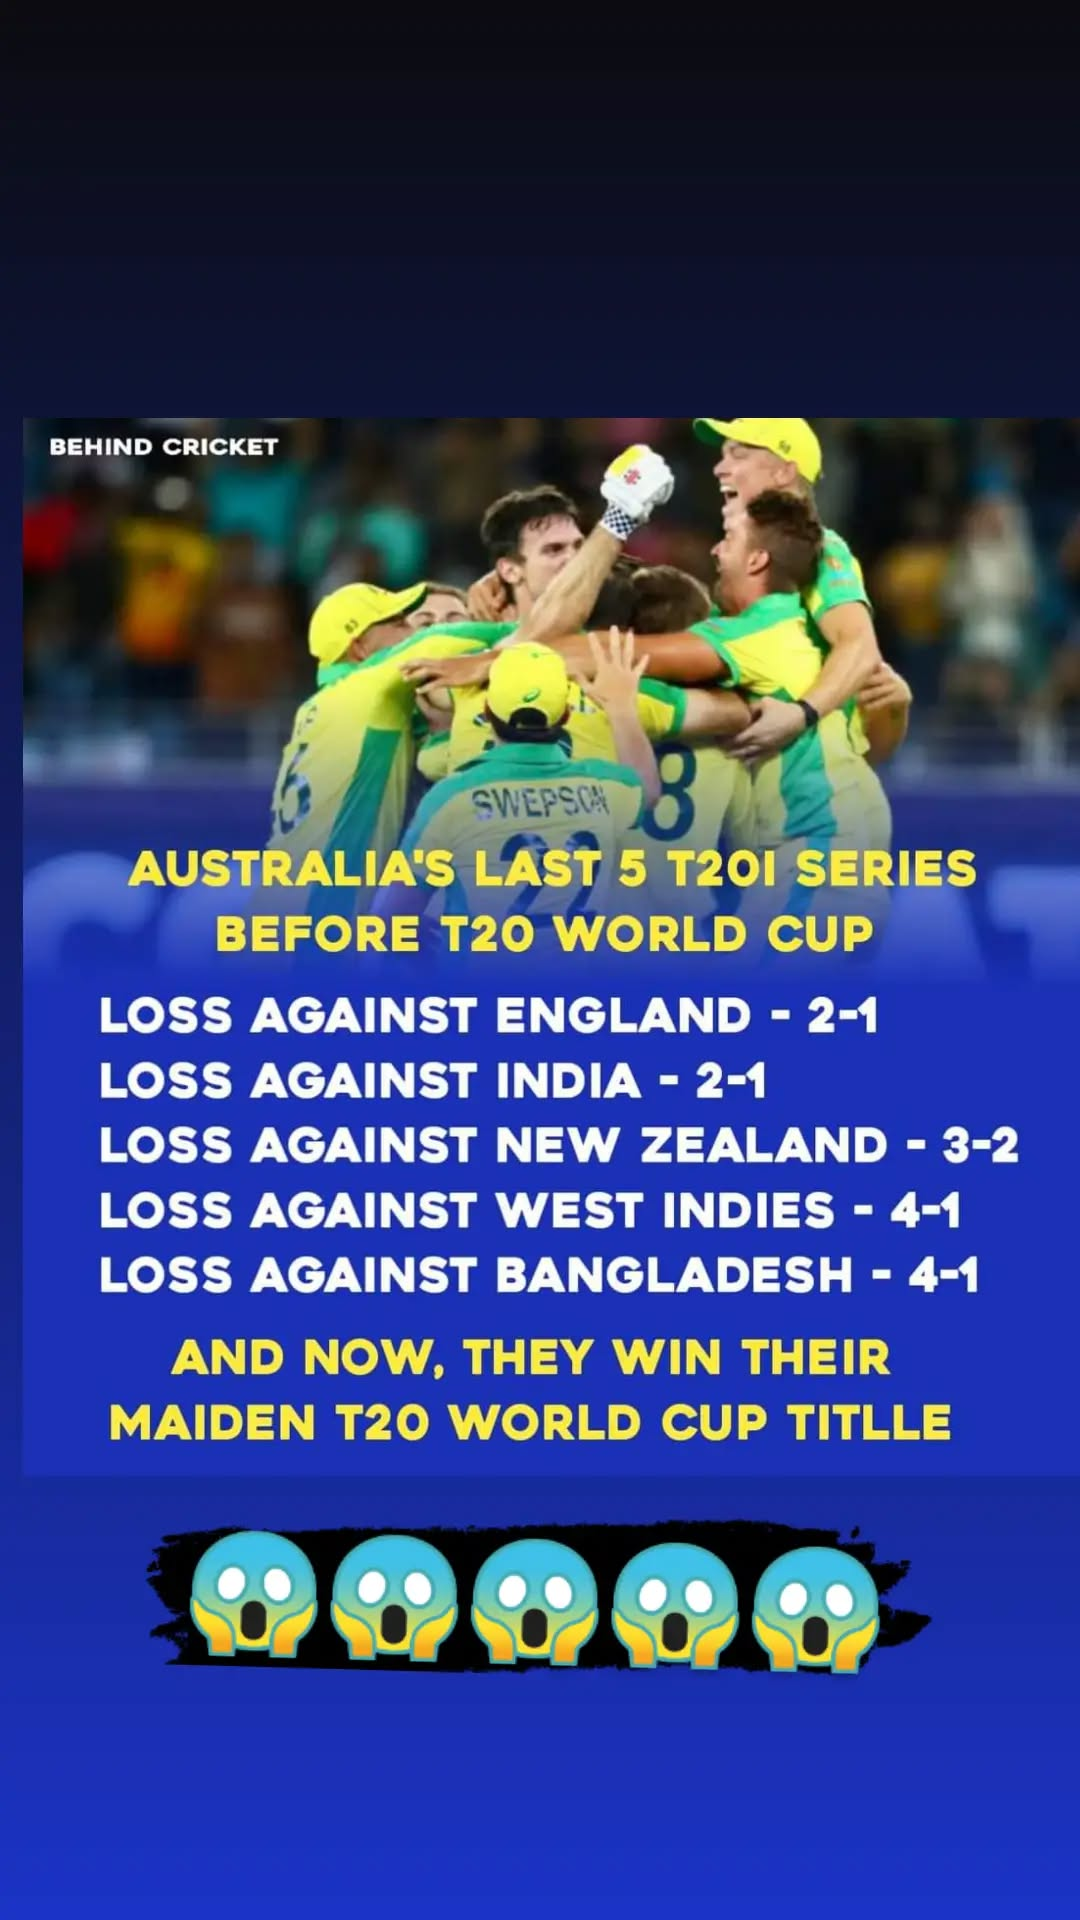 BEHIND CRICKET
SWEPSON
22
8
AUSTRALIA'S LAST 5 T20I SERIES
BEFORE T20 WORLD CUP
LOSS AGAINST ENGLAND - 2-1
LOSS AGAINST INDIA - 2-1
LOSS AGAINST NEW ZEALAND - 3-2
LOSS AGAINST WEST INDIES - 4-1
LOSS AGAINST BANGLADESH - 4-1
AND NOW, THEY WIN THEIR
MAIDEN T20 WORLD CUP TITLLE